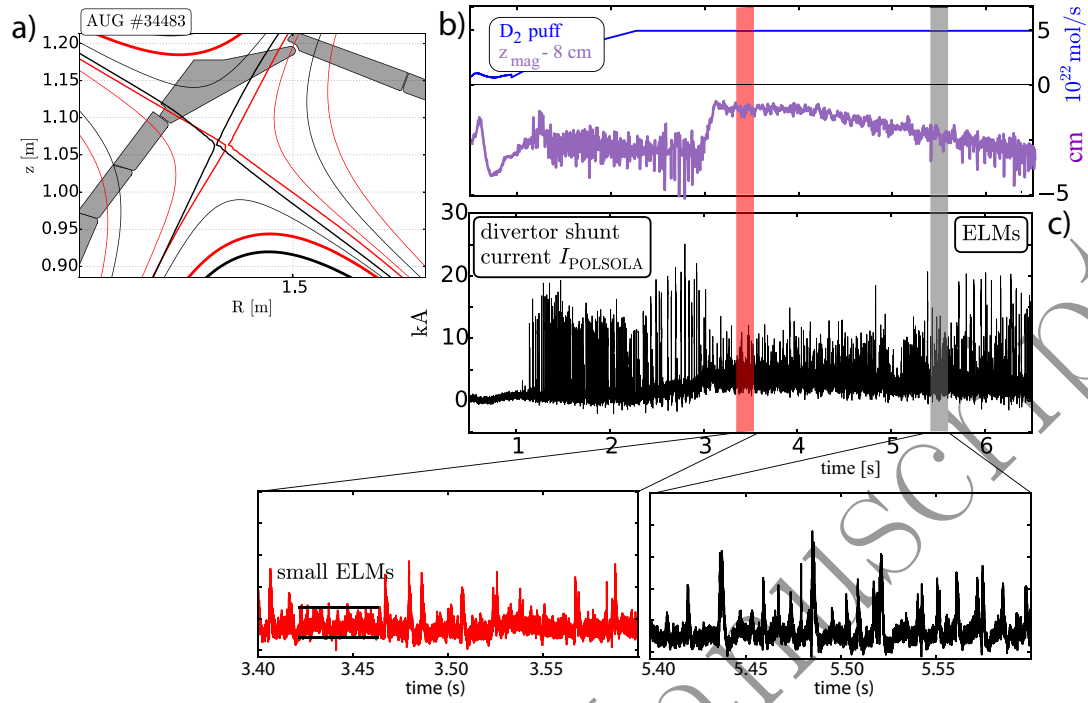 a)
AUG #34483
1.20
1.15
1.10
1.05
1.00
0.95
0.90
z [m]
1.5
R [m]
b)
D2 puff
zmag - 8 cm
5
0
−5
10^22 mol/s
cm
c)
divertor shunt
current IPOLSOLA
ELMs
30
20
10
0
kA
1 2 3 4 5 6
time [s]
small ELMs
3.40 3.45 3.50 3.55
time (s)
5.40 5.45 5.50 5.55
time (s)